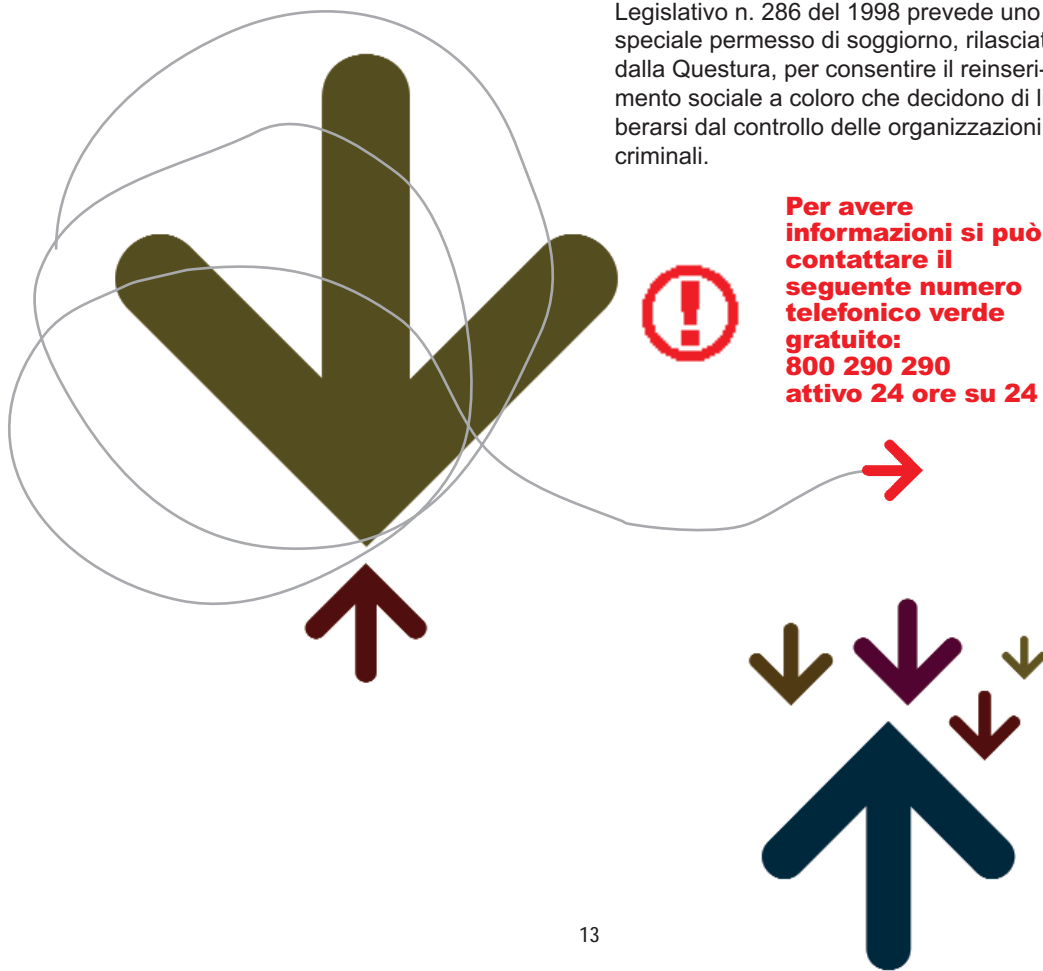 Legislativo n. 286 del 1998 prevede uno
speciale permesso di soggiorno, rilasciat
dalla Questura, per consentire il reinseri-
mento sociale a coloro che decidono di l
berarsi dal controllo delle organizzazioni
criminali.
Per avere
informazioni si può
contattare il
seguente numero
telefonico verde
gratuito:
800 290 290
attivo 24 ore su 24
13